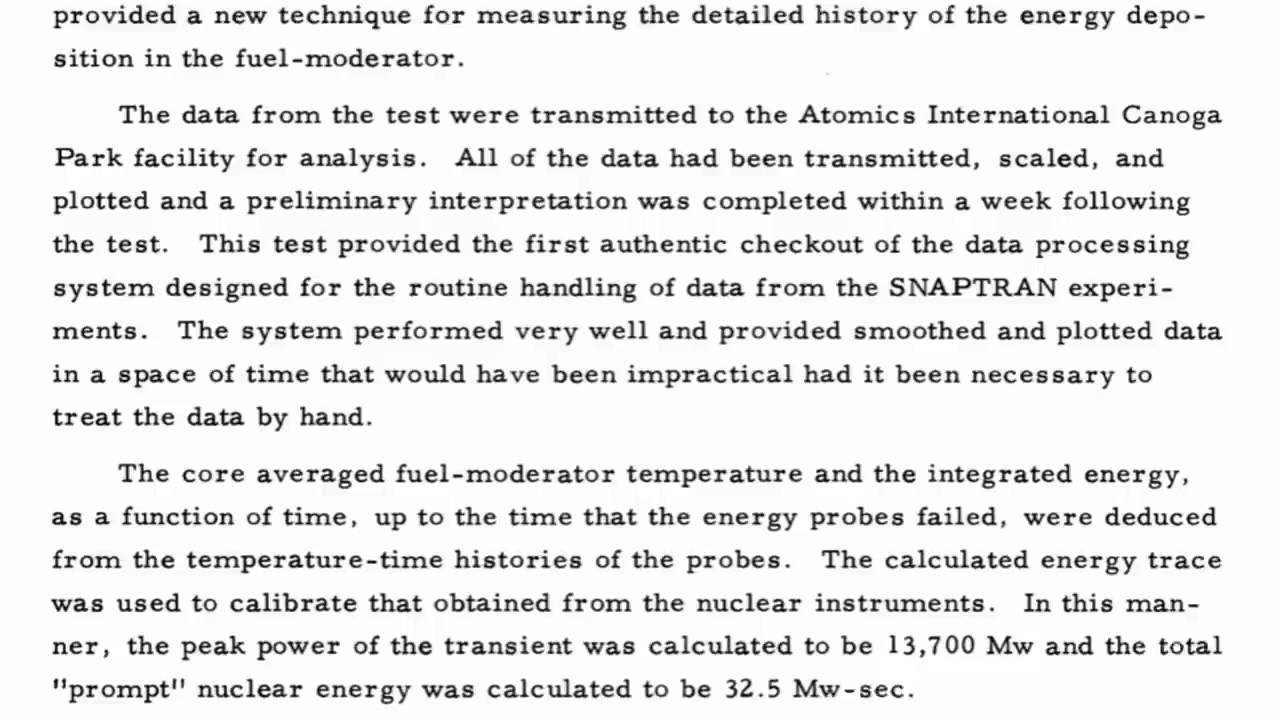 provided a new technique for measuring the detailed history of the energy depo-
sition in the fuel-moderator.
The data from the test were transmitted to the Atomics International Canoga
Park facility for analysis. All of the data had been transmitted, scaled, and
plotted and a preliminary interpretation was completed within a week following
the test. This test provided the first authentic checkout of the data processing
system designed for the routine handling of data from the SNAPTRAN experi-
ments. The system performed very well and provided smoothed and plotted data
in a space of time that would have been impractical had it been necessary to
treat the data by hand.
The core averaged fuel-moderator temperature and the integrated energy,
as a function of time, up to the time that the energy probes failed, were deduced
from the temperature-time histories of the probes. The calculated energy trace
was used to calibrate that obtained from the nuclear instruments. In this man-
ner, the peak power of the transient was calculated to be 13,700 Mw and the total
"prompt" nuclear energy was calculated to be 32.5 Mw-sec.